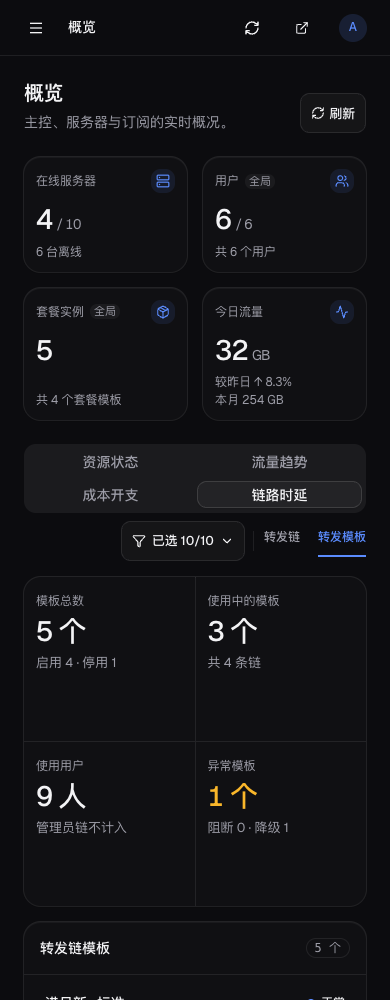 概览
A
概览
主控、服务器与订阅的实时概况。
刷新
在线服务器
4 / 10
6 台离线
用户 全局
6 / 6
共 6 个用户
套餐实例 全局
5
共 4 个套餐模板
今日流量
32 GB
较昨日 ↑ 8.3%
本月 254 GB
资源状态
流量趋势
成本开支
链路时延
已选 10/10
转发链
转发模板
模板总数
5 个
启用 4 · 停用 1
使用中的模板
3 个
共 4 条链
使用用户
9 人
管理员链不计入
异常模板
1 个
阻断 0 · 降级 1
转发链模板
5 个